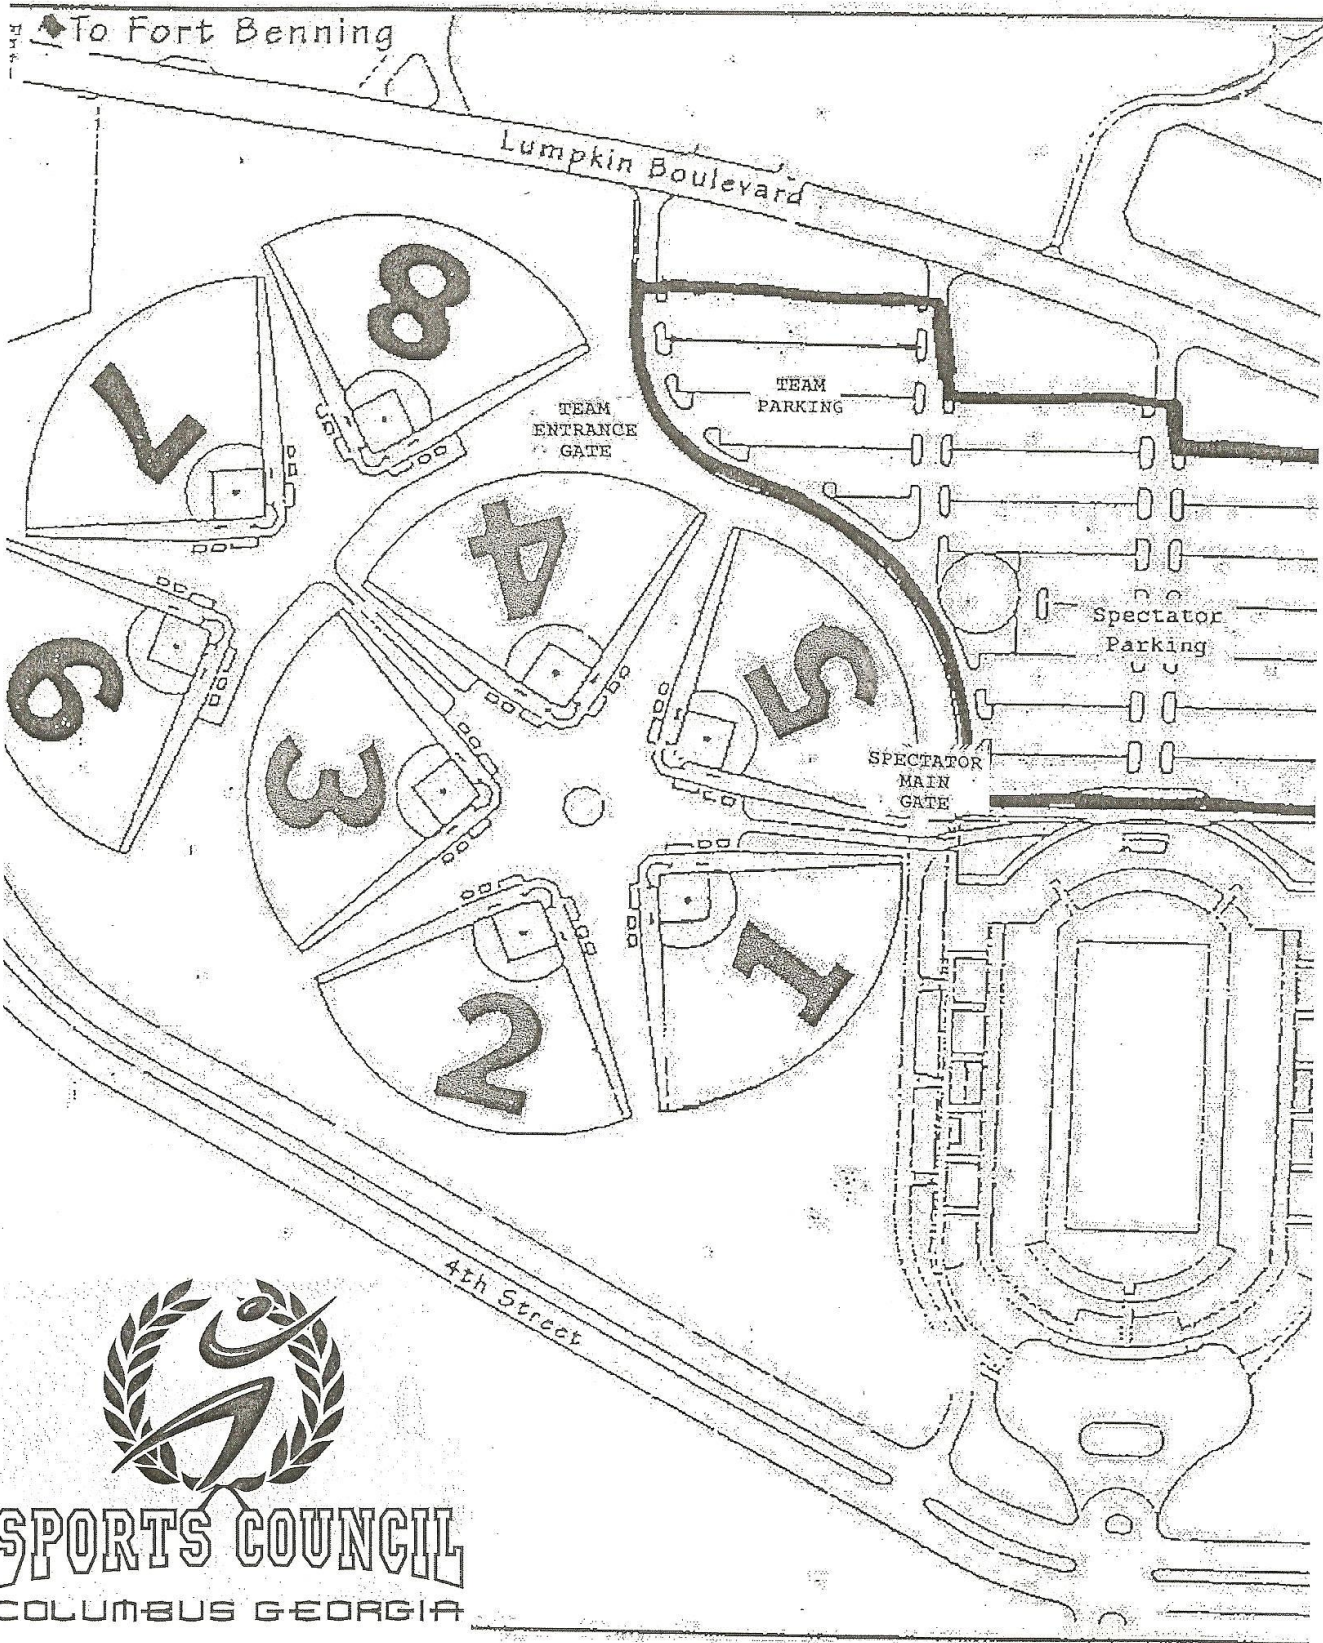 To Fort Benning
Lumpkin Boulevard
8
7
TEAM
PARKING
TEAM
ENTRANCE
GATE
4
5
Spectator
Parking
6
3
SPECTATOR
MAIN
GATE
1
2
4th Street
SPORTS COUNCIL
COLUMBUS GEORGIA